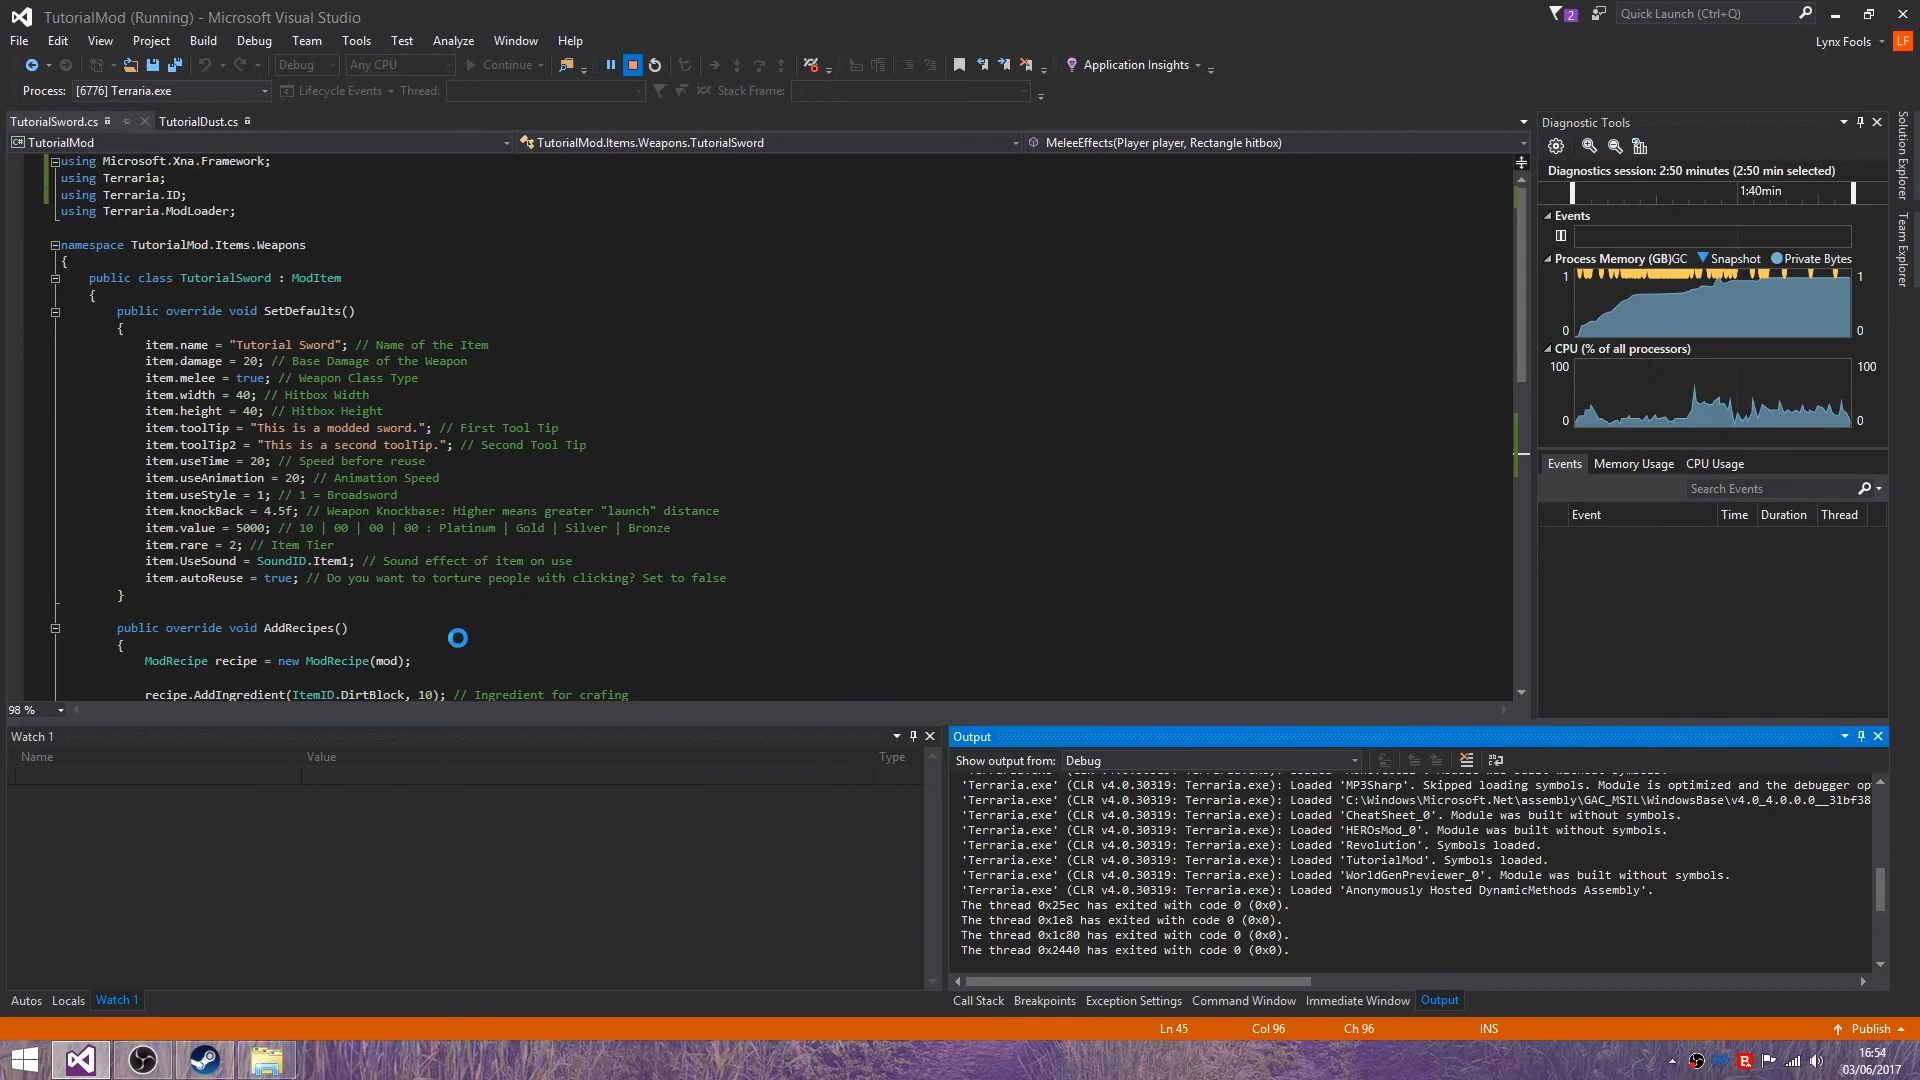 TutorialMod (Running) - Microsoft Visual Studio
2
Quick Launch (Ctrl+Q)
File Edit View Project Build Debug Team Tools Test Analyze Window Help
Lynx Fools LF
Debug Any CPU Continue Application Insights
Process: [6776] Terraria.exe Lifecycle Events Thread: Stack Frame:
TutorialSword.cs TutorialDust.cs
TutorialMod TutorialMod.Items.Weapons.TutorialSword MeleeEffects(Player player, Rectangle hitbox)
using Microsoft.Xna.Framework;
using Terraria;
using Terraria.ID;
using Terraria.ModLoader;
namespace TutorialMod.Items.Weapons
{
public class TutorialSword : ModItem
{
public override void SetDefaults()
{
item.name = "Tutorial Sword"; // Name of the Item
item.damage = 20; // Base Damage of the Weapon
item.melee = true; // Weapon Class Type
item.width = 40; // Hitbox Width
item.height = 40; // Hitbox Height
item.toolTip = "This is a modded sword."; // First Tool Tip
item.toolTip2 = "This is a second toolTip."; // Second Tool Tip
item.useTime = 20; // Speed before reuse
item.useAnimation = 20; // Animation Speed
item.useStyle = 1; // 1 = Broadsword
item.knockBack = 4.5f; // Weapon Knockbase: Higher means greater "launch" distance
item.value = 5000; // 10 | 00 | 00 | 00 : Platinum | Gold | Silver | Bronze
item.rare = 2; // Item Tier
item.UseSound = SoundID.Item1; // Sound effect of item on use
item.autoReuse = true; // Do you want to torture people with clicking? Set to false
}
public override void AddRecipes()
{
ModRecipe recipe = new ModRecipe(mod);
recipe.AddIngredient(ItemID.DirtBlock, 10); // Ingredient for crafing
98 %
Diagnostic Tools
Diagnostics session: 2:50 minutes (2:50 min selected)
1:40min
Events
Process Memory (GB) GC Snapshot Private Bytes
1 1
0 0
CPU (% of all processors)
100 100
0 0
Events Memory Usage CPU Usage
Search Events
Event Time Duration Thread
Solution Explorer
Team Explorer
Watch 1
Name Value Type
Autos Locals Watch 1
Output
Show output from: Debug
'Terraria.exe' (CLR v4.0.30319: Terraria.exe): Loaded 'MP3Sharp'. Skipped loading symbols. Module is optimized and the debugger op
'Terraria.exe' (CLR v4.0.30319: Terraria.exe): Loaded 'C:\Windows\Microsoft.Net\assembly\GAC_MSIL\WindowsBase\v4.0_4.0.0.0__31bf38
'Terraria.exe' (CLR v4.0.30319: Terraria.exe): Loaded 'CheatSheet_0'. Module was built without symbols.
'Terraria.exe' (CLR v4.0.30319: Terraria.exe): Loaded 'HEROsMod_0'. Module was built without symbols.
'Terraria.exe' (CLR v4.0.30319: Terraria.exe): Loaded 'Revolution'. Symbols loaded.
'Terraria.exe' (CLR v4.0.30319: Terraria.exe): Loaded 'TutorialMod'. Symbols loaded.
'Terraria.exe' (CLR v4.0.30319: Terraria.exe): Loaded 'WorldGenPreviewer_0'. Module was built without symbols.
'Terraria.exe' (CLR v4.0.30319: Terraria.exe): Loaded 'Anonymously Hosted DynamicMethods Assembly'.
The thread 0x25ec has exited with code 0 (0x0).
The thread 0x1e8 has exited with code 0 (0x0).
The thread 0x1c80 has exited with code 0 (0x0).
The thread 0x2440 has exited with code 0 (0x0).
Call Stack Breakpoints Exception Settings Command Window Immediate Window Output
Ln 45 Col 96 Ch 96 INS Publish
16:54
03/06/2017